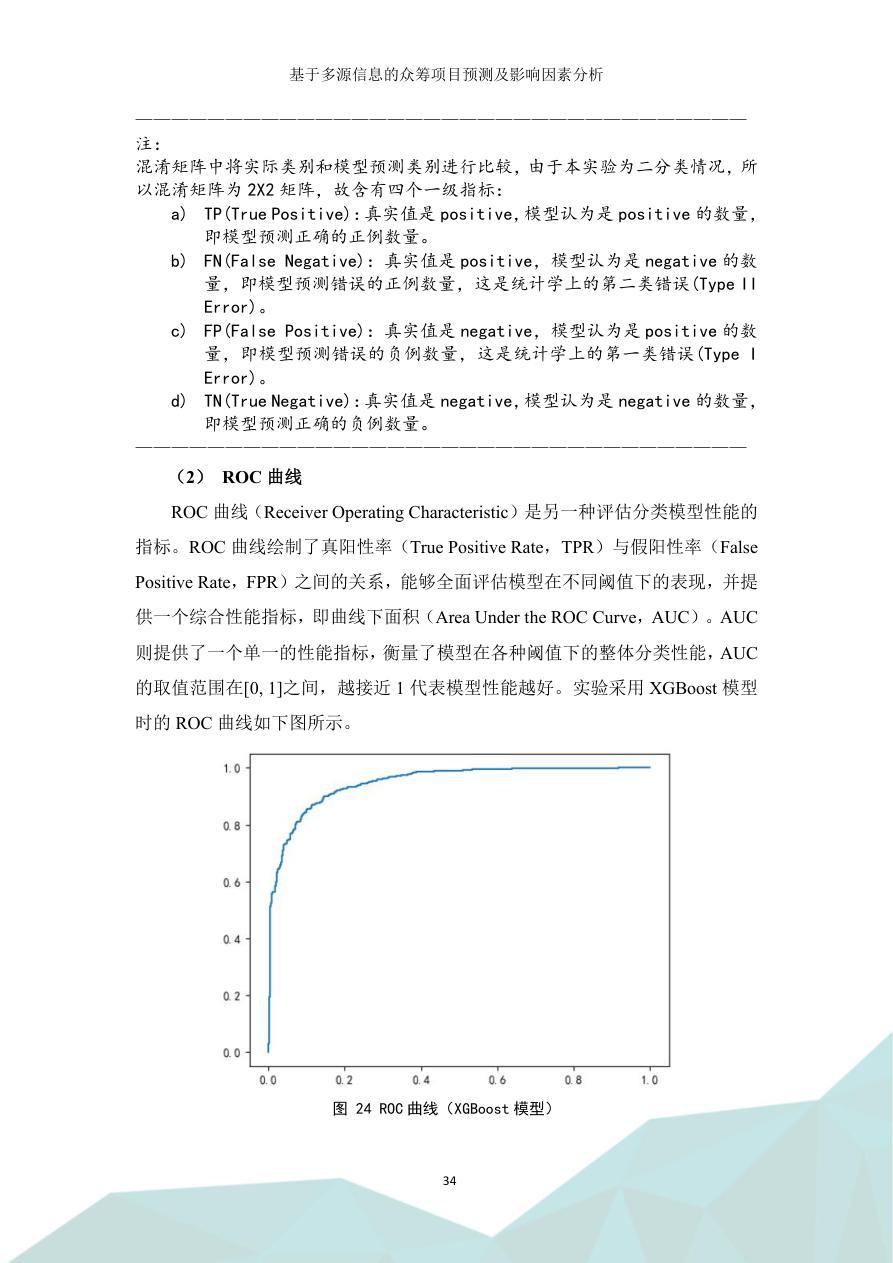 基于多源信息的众筹项目预测及影响因素分析
注：
混淆矩阵中将实际类别和模型预测类别进行比较，由于本实验为二分类情况，所
以混淆矩阵为 2X2 矩阵，故含有四个一级指标：
a) TP(True Positive)：真实值是 positive，模型认为是 positive 的数量，
即模型预测正确的正例数量。
b) FN(False Negative)：真实值是 positive，模型认为是 negative 的数
量，即模型预测错误的正例数量，这是统计学上的第二类错误(Type II
Error)。
c) FP(False Positive)：真实值是 negative，模型认为是 positive 的数
量，即模型预测错误的负例数量，这是统计学上的第一类错误(Type I
Error)。
d) TN(True Negative)：真实值是 negative，模型认为是 negative 的数量，
即模型预测正确的负例数量。
（2） ROC 曲线
ROC 曲线（Receiver Operating Characteristic）是另一种评估分类模型性能的
指标。ROC 曲线绘制了真阳性率（True Positive Rate，TPR）与假阳性率（False
Positive Rate，FPR）之间的关系，能够全面评估模型在不同阈值下的表现，并提
供一个综合性能指标，即曲线下面积（Area Under the ROC Curve，AUC）。AUC
则提供了一个单一的性能指标，衡量了模型在各种阈值下的整体分类性能，AUC
的取值范围在[0, 1]之间，越接近 1 代表模型性能越好。实验采用 XGBoost 模型
时的 ROC 曲线如下图所示。
1.0
0.8
0.6
0.4
0.2
0.0
0.0 0.2 0.4 0.6 0.8 1.0
图 24 ROC 曲线（XGBoost 模型）
34